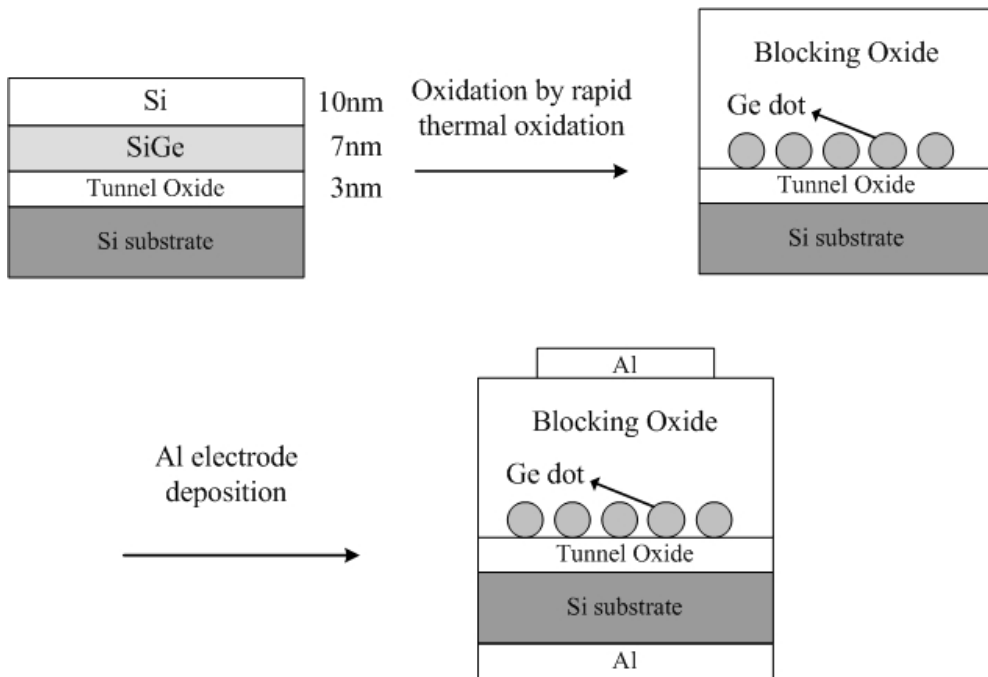 Si
10nm
SiGe
7nm
Tunnel Oxide
3nm
Si substrate
Oxidation by rapid
thermal oxidation
Blocking Oxide
Ge dot
Tunnel Oxide
Si substrate
Al electrode
deposition
Al
Blocking Oxide
Ge dot
Tunnel Oxide
Si substrate
Al